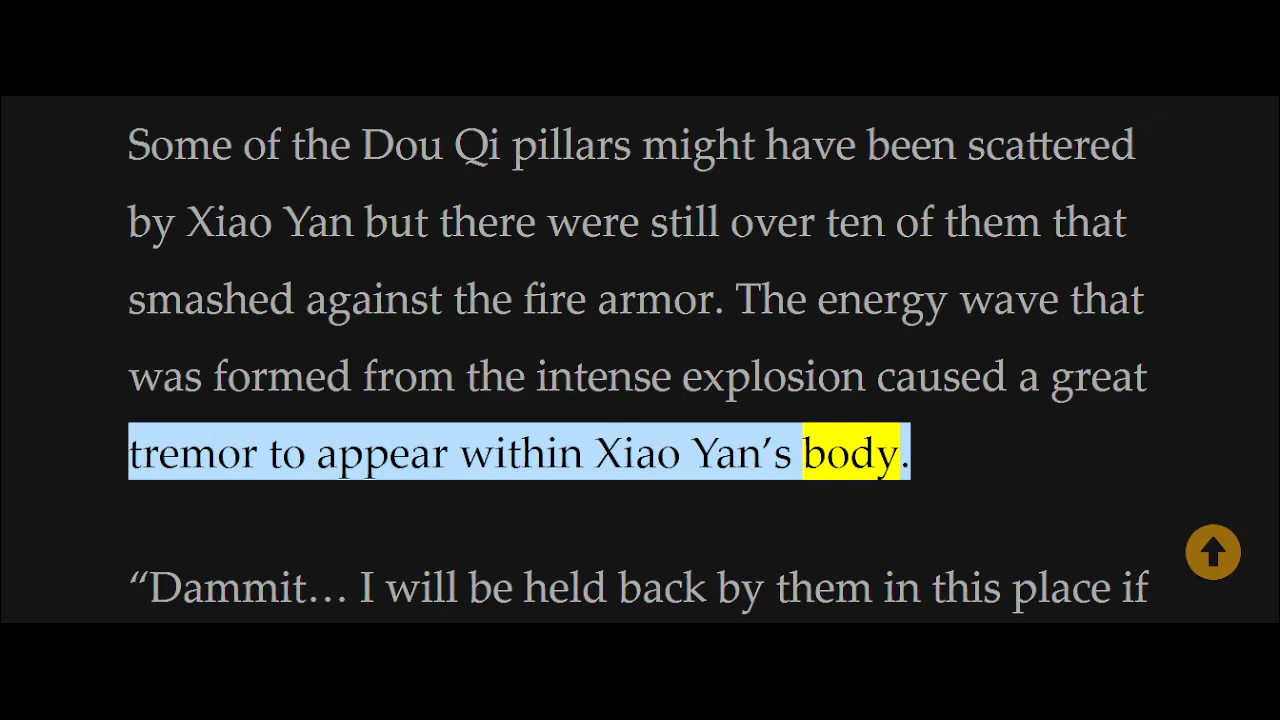 Some of the Dou Qi pillars might have been scattered
by Xiao Yan but there were still over ten of them that
smashed against the fire armor. The energy wave that
was formed from the intense explosion caused a great
tremor to appear within Xiao Yan’s body.
“Dammit… I will be held back by them in this place if